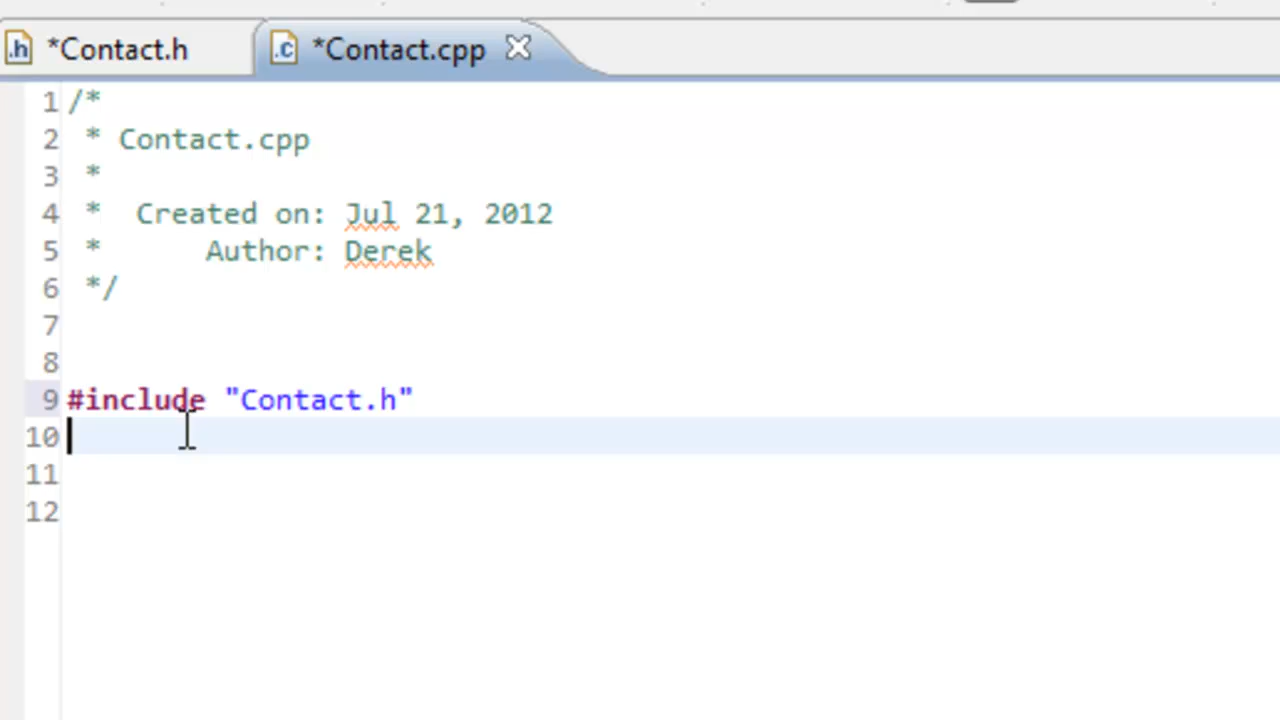 .h *Contact.h .c *Contact.cpp
1 /*
2  * Contact.cpp
3  *
4  *  Created on: Jul 21, 2012
5  *      Author: Derek
6  */
7
8
9 #include "Contact.h"
10
11
12